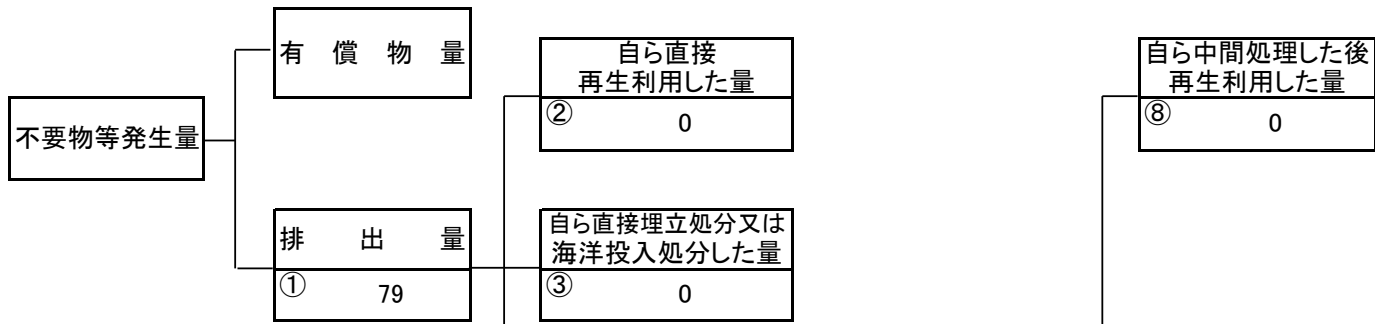 有償物量
自ら直接
再生利用した量
②
0
自ら中間処理した後
再生利用した量
⑧
0
不要物等発生量
排出量
①
79
自ら直接埋立処分又は
海洋投入処分した量
③
0